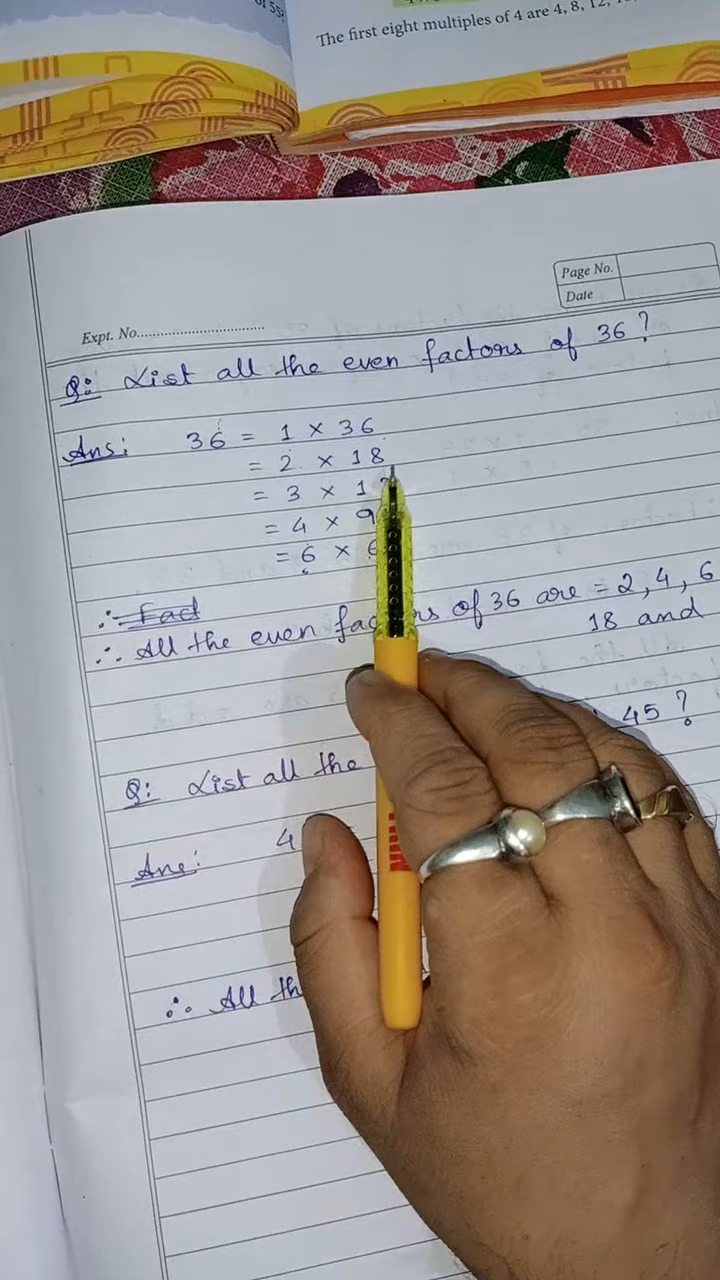 of 55?
The first eight multiples of 4 are 4, 8, 12,
Page No.
Date
Expt. No.
Q: List all the even factors of 36?
Ans: 36 = 1 × 36
= 2 × 18
= 3 × 1
= 4 × 9
= 6 × 6
∴ Fact
∴ All the even fac rs of 36 are = 2, 4, 6
18 and
Q: List all the 45?
Ans: 4
∴ All th